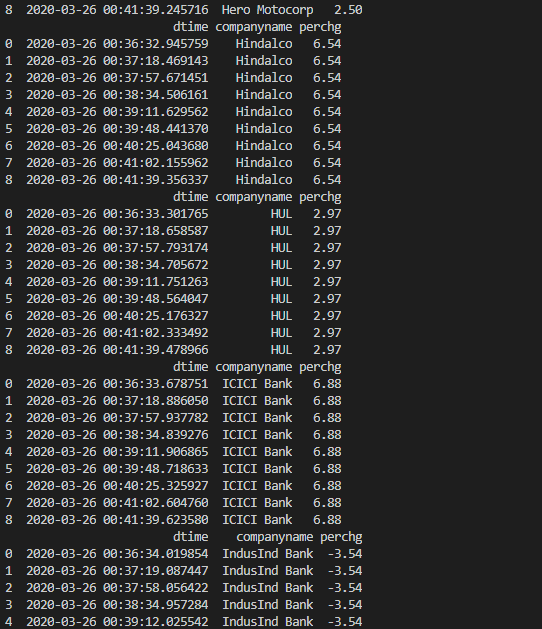 8  2020-03-26 00:41:39.245716  Hero Motocorp   2.50
                        dtime companyname perchg
0  2020-03-26 00:36:32.945759    Hindalco   6.54
1  2020-03-26 00:37:18.469143    Hindalco   6.54
2  2020-03-26 00:37:57.671451    Hindalco   6.54
3  2020-03-26 00:38:34.506161    Hindalco   6.54
4  2020-03-26 00:39:11.629562    Hindalco   6.54
5  2020-03-26 00:39:48.441370    Hindalco   6.54
6  2020-03-26 00:40:25.043680    Hindalco   6.54
7  2020-03-26 00:41:02.155962    Hindalco   6.54
8  2020-03-26 00:41:39.356337    Hindalco   6.54
                        dtime companyname perchg
0  2020-03-26 00:36:33.301765         HUL   2.97
1  2020-03-26 00:37:18.658587         HUL   2.97
2  2020-03-26 00:37:57.793174         HUL   2.97
3  2020-03-26 00:38:34.705672         HUL   2.97
4  2020-03-26 00:39:11.751263         HUL   2.97
5  2020-03-26 00:39:48.564047         HUL   2.97
6  2020-03-26 00:40:25.176327         HUL   2.97
7  2020-03-26 00:41:02.333492         HUL   2.97
8  2020-03-26 00:41:39.478966         HUL   2.97
                        dtime companyname perchg
0  2020-03-26 00:36:33.678751  ICICI Bank   6.88
1  2020-03-26 00:37:18.886050  ICICI Bank   6.88
2  2020-03-26 00:37:57.937782  ICICI Bank   6.88
3  2020-03-26 00:38:34.839276  ICICI Bank   6.88
4  2020-03-26 00:39:11.906865  ICICI Bank   6.88
5  2020-03-26 00:39:48.718633  ICICI Bank   6.88
6  2020-03-26 00:40:25.325927  ICICI Bank   6.88
7  2020-03-26 00:41:02.604760  ICICI Bank   6.88
8  2020-03-26 00:41:39.623580  ICICI Bank   6.88
                        dtime    companyname perchg
0  2020-03-26 00:36:34.019854  IndusInd Bank  -3.54
1  2020-03-26 00:37:19.087447  IndusInd Bank  -3.54
2  2020-03-26 00:37:58.056422  IndusInd Bank  -3.54
3  2020-03-26 00:38:34.957284  IndusInd Bank  -3.54
4  2020-03-26 00:39:12.025542  IndusInd Bank  -3.54